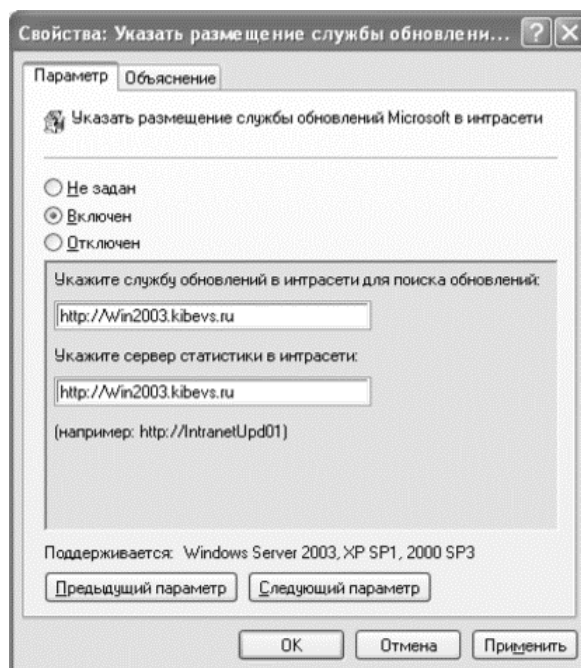 Свойства: Указать размещение службы обновлени...
Параметр
Объяснение
Указать размещение службы обновлений Microsoft в интрасети
Не задан
Включен
Отключен
Укажите службу обновлений в интрасети для поиска обновлений:
http://Win2003.kibevs.ru
Укажите сервер статистики в интрасети:
http://Win2003.kibevs.ru
(например: http://IntranetUpd01)
Поддерживается: Windows Server 2003, XP SP1, 2000 SP3
Предыдущий параметр
Следующий параметр
OK
Отмена
Применить